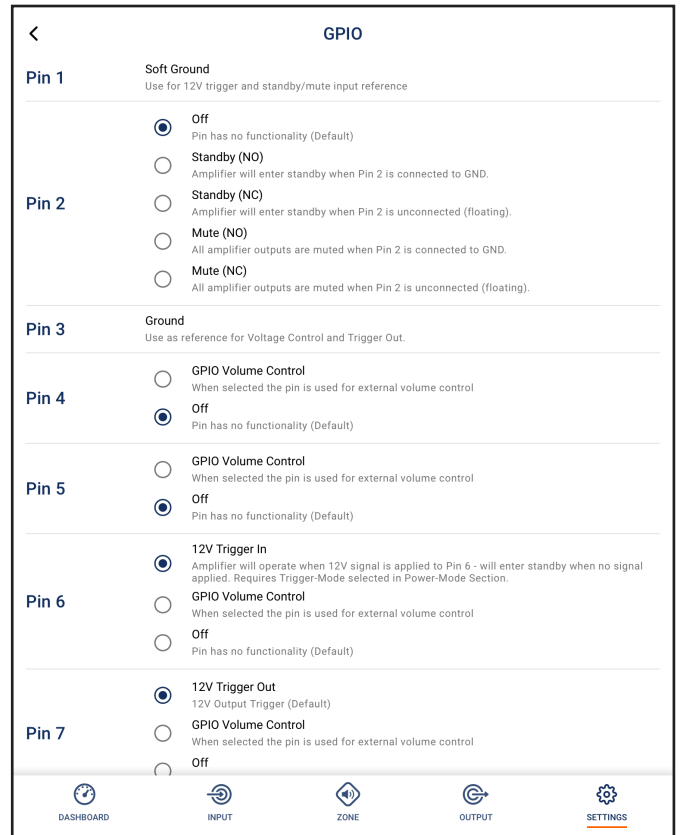 GPIO
Pin 1
Soft Ground
Use for 12V trigger and standby/mute input reference
Pin 2
Off
Pin has no functionality (Default)
Standby (NO)
Amplifier will enter standby when Pin 2 is connected to GND.
Standby (NC)
Amplifier will enter standby when Pin 2 is unconnected (floating).
Mute (NO)
All amplifier outputs are muted when Pin 2 is connected to GND.
Mute (NC)
All amplifier outputs are muted when Pin 2 is unconnected (floating).
Pin 3
Ground
Use as reference for Voltage Control and Trigger Out.
Pin 4
GPIO Volume Control
When selected the pin is used for external volume control
Off
Pin has no functionality (Default)
Pin 5
GPIO Volume Control
When selected the pin is used for external volume control
Off
Pin has no functionality (Default)
Pin 6
12V Trigger In
Amplifier will operate when 12V signal is applied to Pin 6 - will enter standby when no signal
applied. Requires Trigger-Mode selected in Power-Mode Section.
GPIO Volume Control
When selected the pin is used for external volume control
Off
Pin has no functionality (Default)
Pin 7
12V Trigger Out
12V Output Trigger (Default)
GPIO Volume Control
When selected the pin is used for external volume control
Off
DASHBOARD
INPUT
ZONE
OUTPUT
SETTINGS